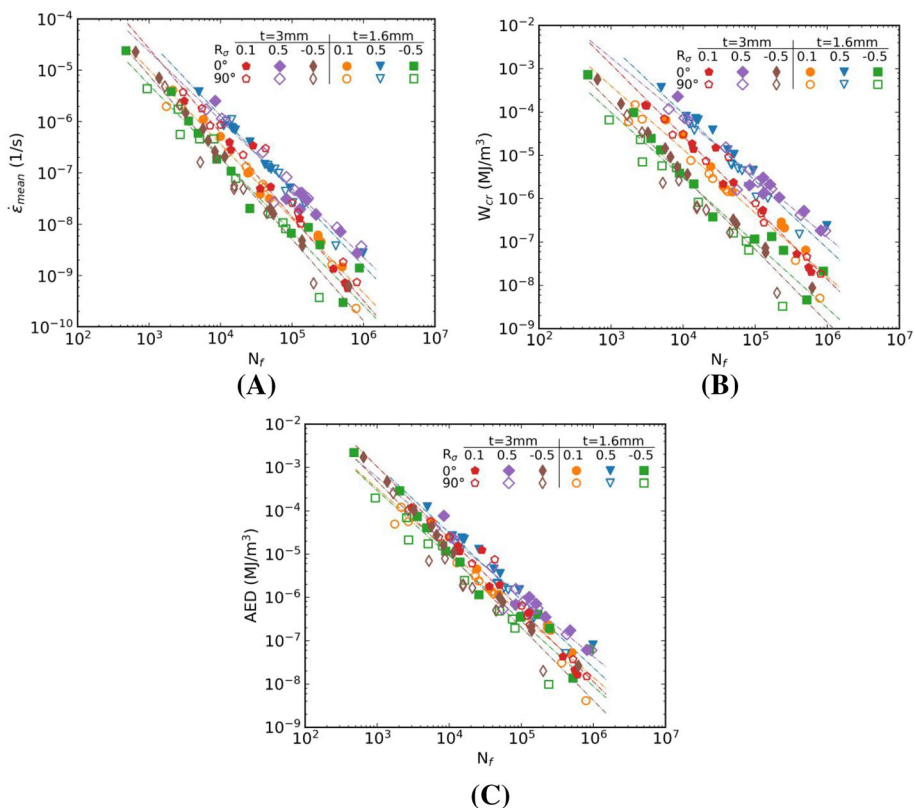 10⁻⁴
10⁻⁵
10⁻⁶
10⁻⁷
10⁻⁸
10⁻⁹
10⁻¹⁰
ε̇mean (1/s)
t=3mm t=1.6mm
Rσ 0.1 0.5 -0.5 0.1 0.5 -0.5
0°
90°
10² 10³ 10⁴ 10⁵ 10⁶ 10⁷
Nf
(A)
10⁻²
10⁻³
10⁻⁴
10⁻⁵
10⁻⁶
10⁻⁷
10⁻⁸
10⁻⁹
Wcr (MJ/m³)
t=3mm t=1.6mm
Rσ 0.1 0.5 -0.5 0.1 0.5 -0.5
0°
90°
10² 10³ 10⁴ 10⁵ 10⁶ 10⁷
Nf
(B)
10⁻²
10⁻³
10⁻⁴
10⁻⁵
10⁻⁶
10⁻⁷
10⁻⁸
10⁻⁹
AED (MJ/m³)
t=3mm t=1.6mm
Rσ 0.1 0.5 -0.5 0.1 0.5 -0.5
0°
90°
10² 10³ 10⁴ 10⁵ 10⁶ 10⁷
Nf
(C)